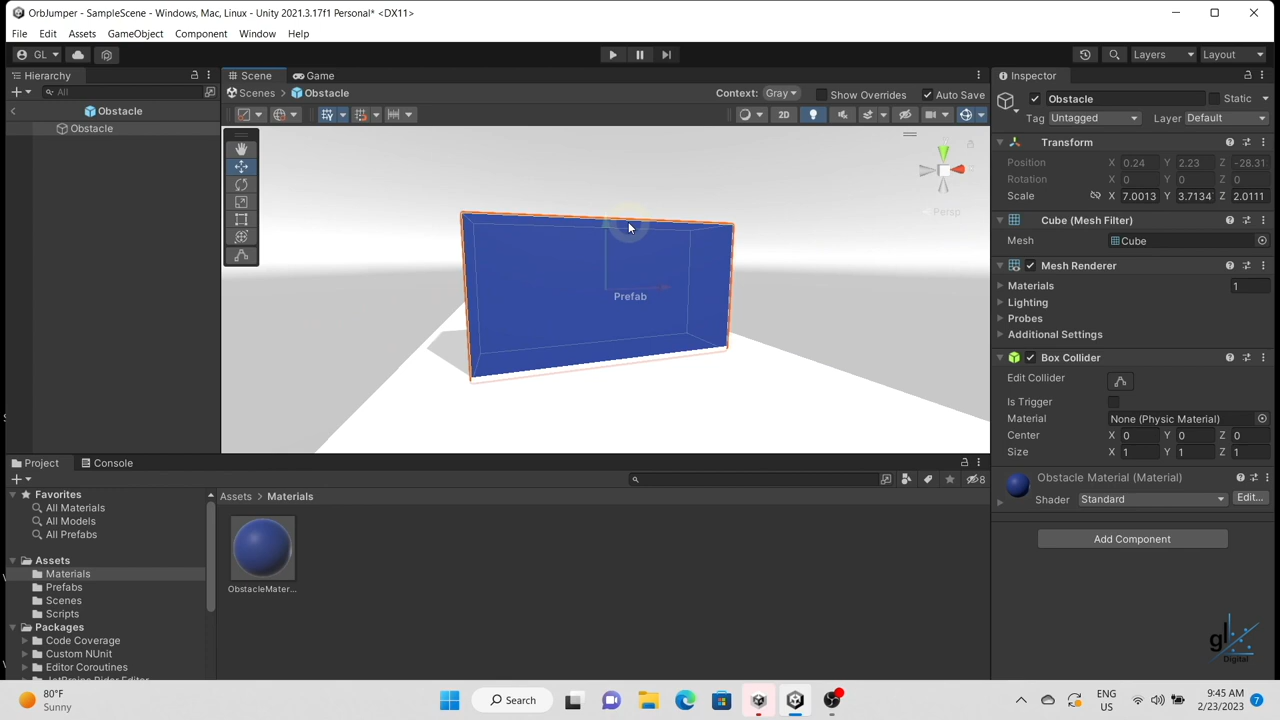 OrbJumper - SampleScene - Windows, Mac, Linux - Unity 2021.3.17f1 Personal* <DX11>
File Edit Assets GameObject Component Window Help
GL Layers Layout
Hierarchy
All
Obstacle
Obstacle
Scene Game
Scenes > Obstacle Context: Gray Show Overrides Auto Save
2D
Persp
Prefab
Inspector
Obstacle Static
Tag Untagged Layer Default
Transform
Position X 0.24 Y 2.23 Z -28.31
Rotation X 0 Y 0 Z 0
Scale X 7.0013 Y 3.7134 Z 2.0111
Cube (Mesh Filter)
Mesh Cube
Mesh Renderer
Materials 1
Lighting
Probes
Additional Settings
Box Collider
Edit Collider
Is Trigger
Material None (Physic Material)
Center X 0 Y 0 Z 0
Size X 1 Y 1 Z 1
Obstacle Material (Material)
Shader Standard Edit...
Add Component
gl
Digital
Project Console
8
Favorites
All Materials
All Models
All Prefabs
Assets
Materials
Prefabs
Scenes
Scripts
Packages
Code Coverage
Custom NUnit
Editor Coroutines
JetBrains Rider Editor
Assets > Materials
ObstacleMater...
80°F
Sunny
Search
ENG
US
9:45 AM
2/23/2023
7